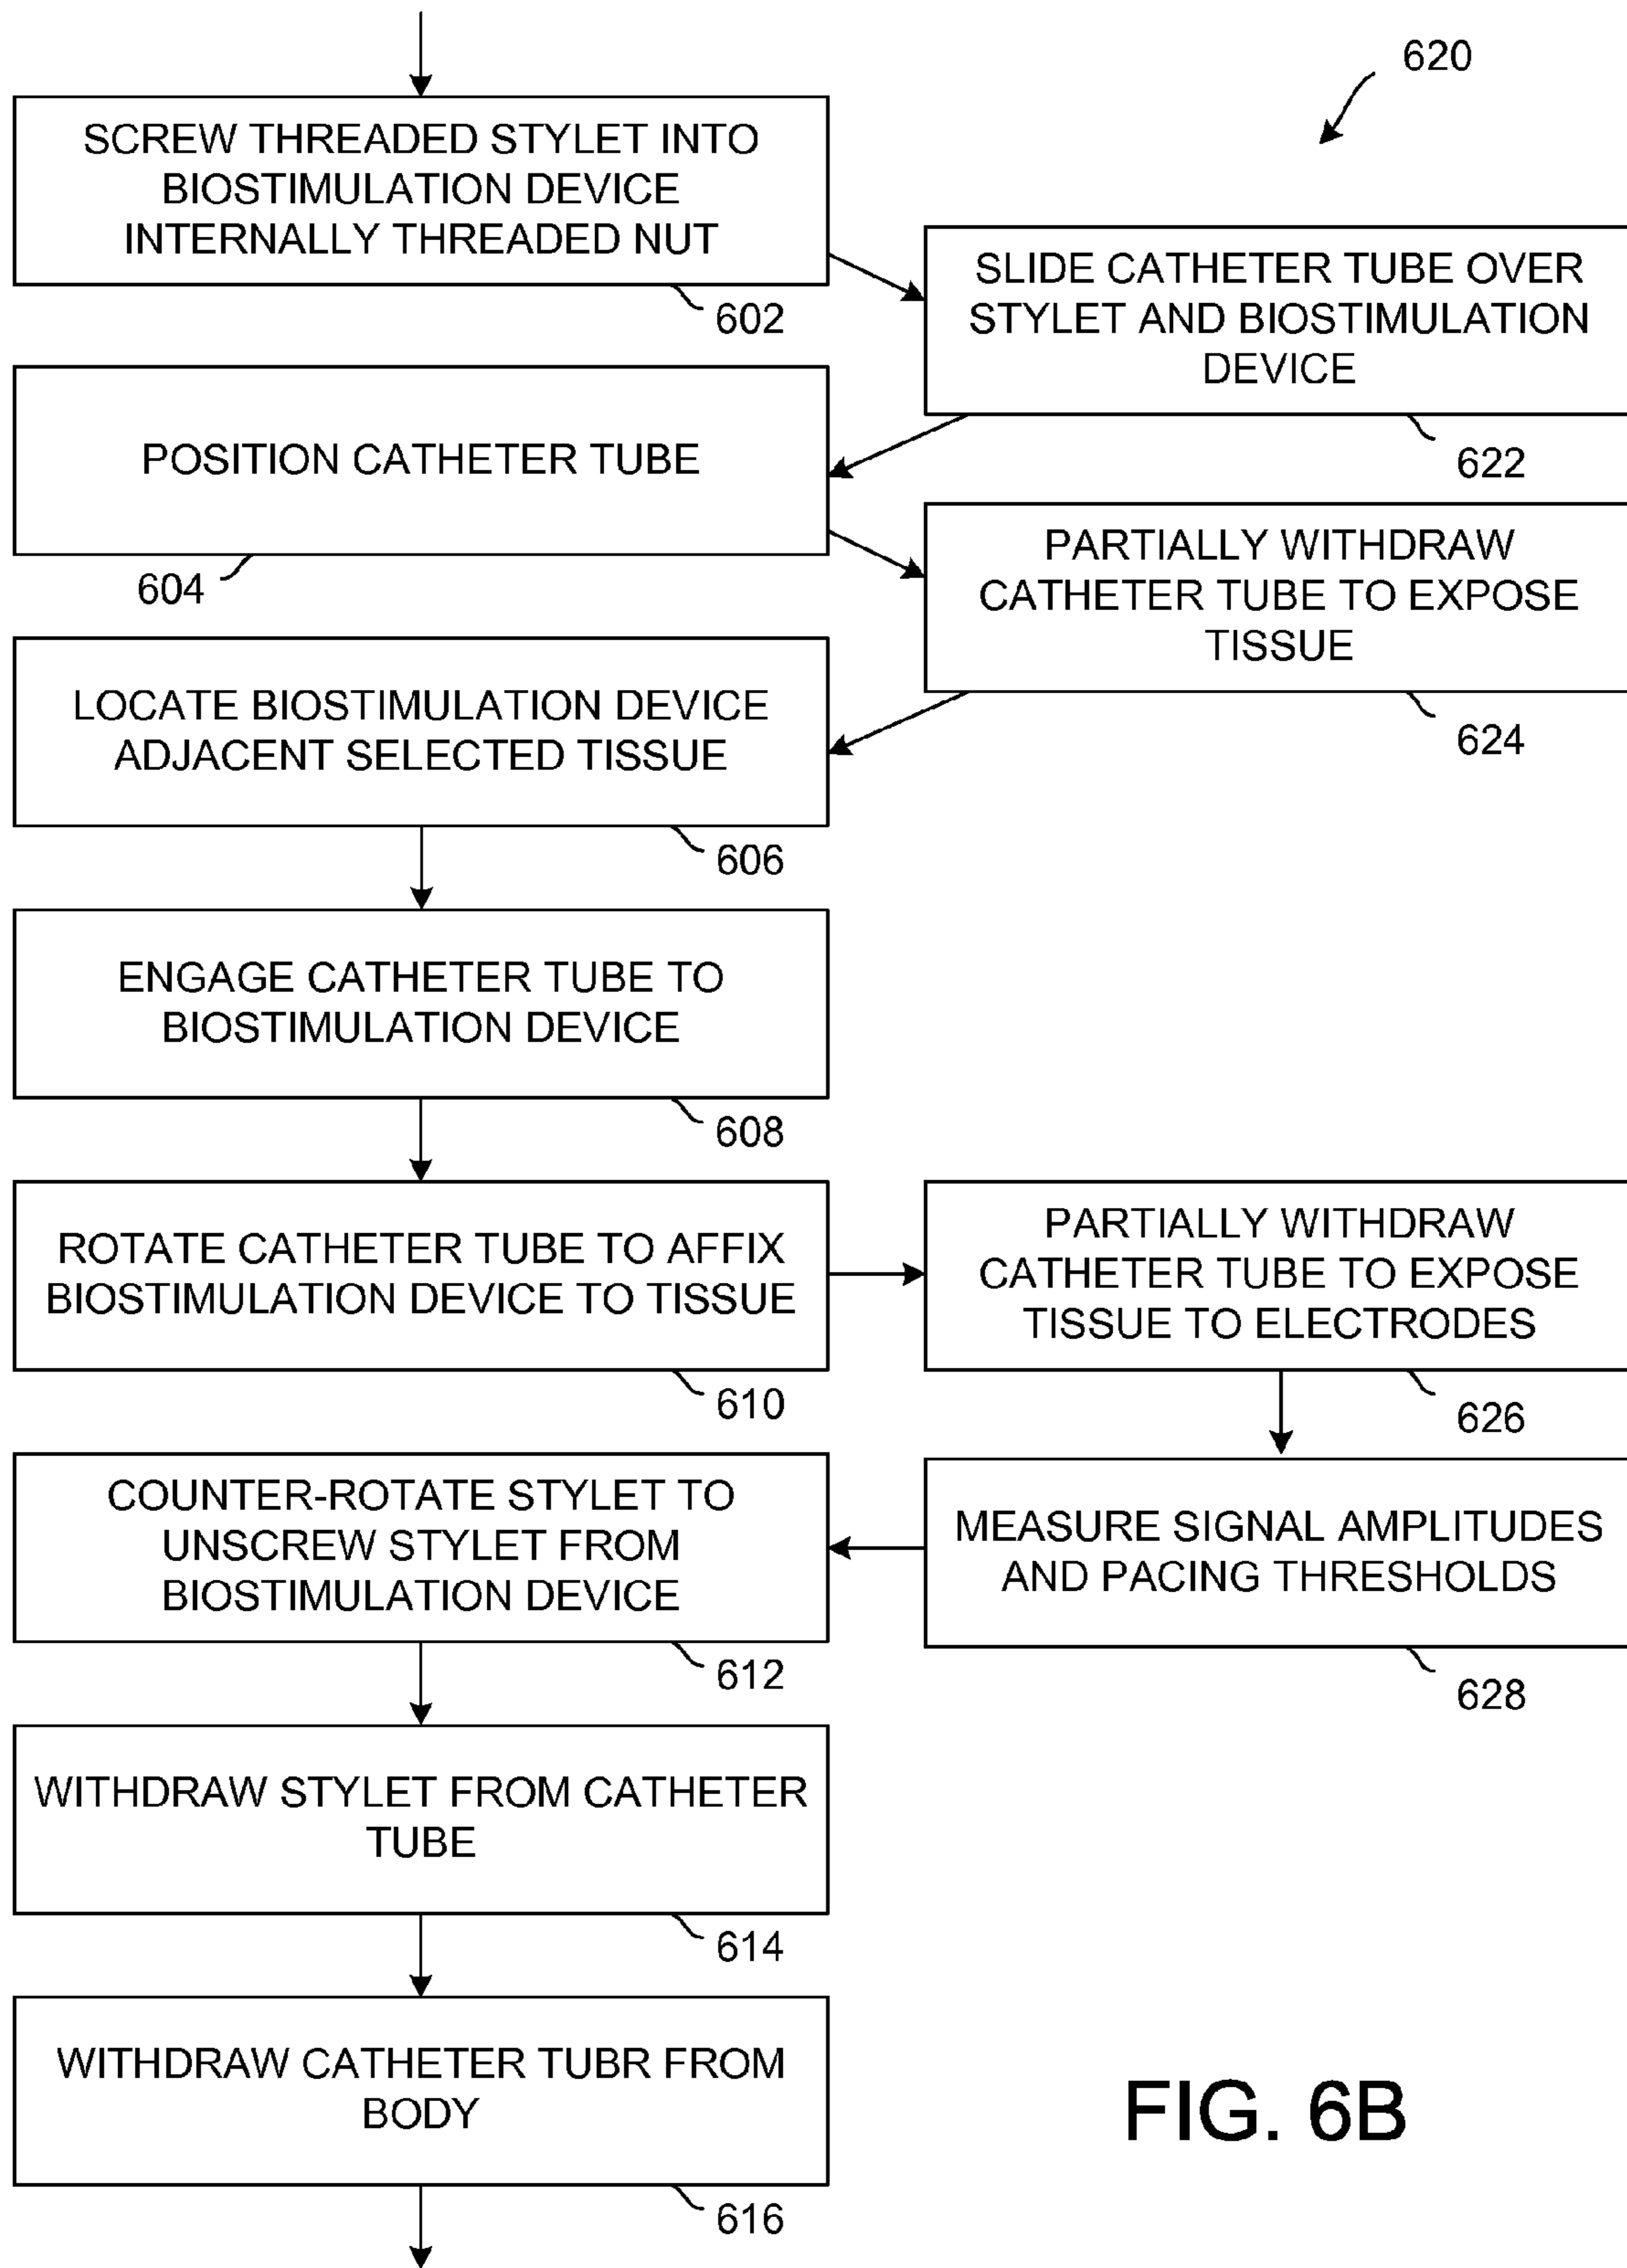 620
SCREW THREADED STYLET INTO
BIOSTIMULATION DEVICE
INTERNALLY THREADED NUT
602
SLIDE CATHETER TUBE OVER
STYLET AND BIOSTIMULATION
DEVICE
622
POSITION CATHETER TUBE
604
PARTIALLY WITHDRAW
CATHETER TUBE TO EXPOSE
TISSUE
624
LOCATE BIOSTIMULATION DEVICE
ADJACENT SELECTED TISSUE
606
ENGAGE CATHETER TUBE TO
BIOSTIMULATION DEVICE
608
ROTATE CATHETER TUBE TO AFFIX
BIOSTIMULATION DEVICE TO TISSUE
610
PARTIALLY WITHDRAW
CATHETER TUBE TO EXPOSE
TISSUE TO ELECTRODES
626
MEASURE SIGNAL AMPLITUDES
AND PACING THRESHOLDS
628
COUNTER-ROTATE STYLET TO
UNSCREW STYLET FROM
BIOSTIMULATION DEVICE
612
WITHDRAW STYLET FROM CATHETER
TUBE
614
WITHDRAW CATHETER TUBR FROM
BODY
616
FIG. 6B